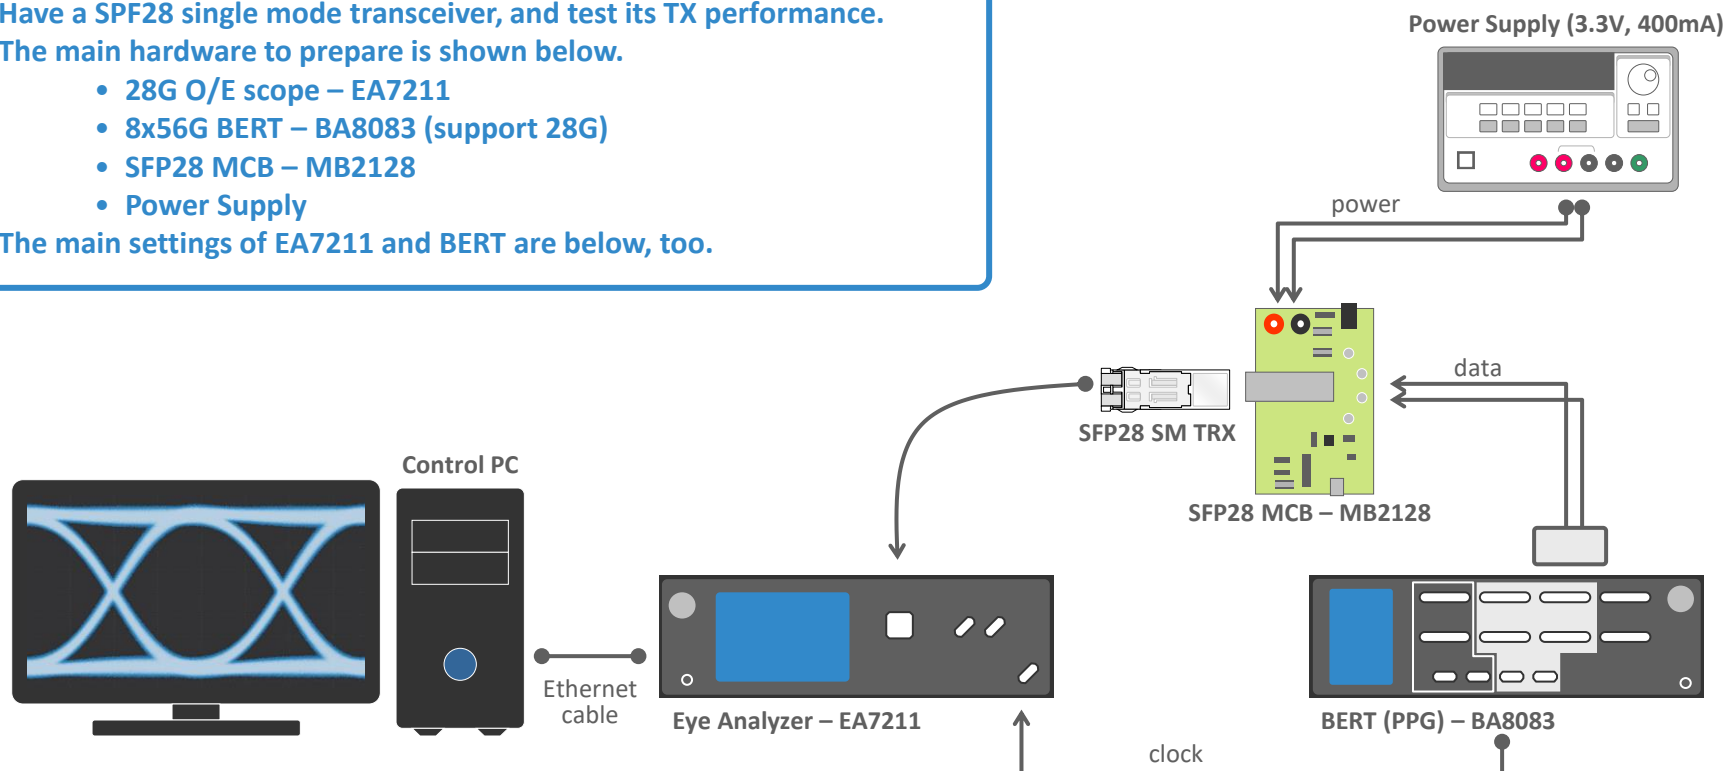 Have a SPF28 single mode transceiver, and test its TX performance.
The main hardware to prepare is shown below.
• 28G O/E scope – EA7211
• 8x56G BERT – BA8083 (support 28G)
• SFP28 MCB – MB2128
• Power Supply
The main settings of EA7211 and BERT are below, too.
Power Supply (3.3V, 400mA)
power
data
SFP28 SM TRX
SFP28 MCB – MB2128
Control PC
Ethernet
cable
Eye Analyzer – EA7211
BERT (PPG) – BA8083
clock